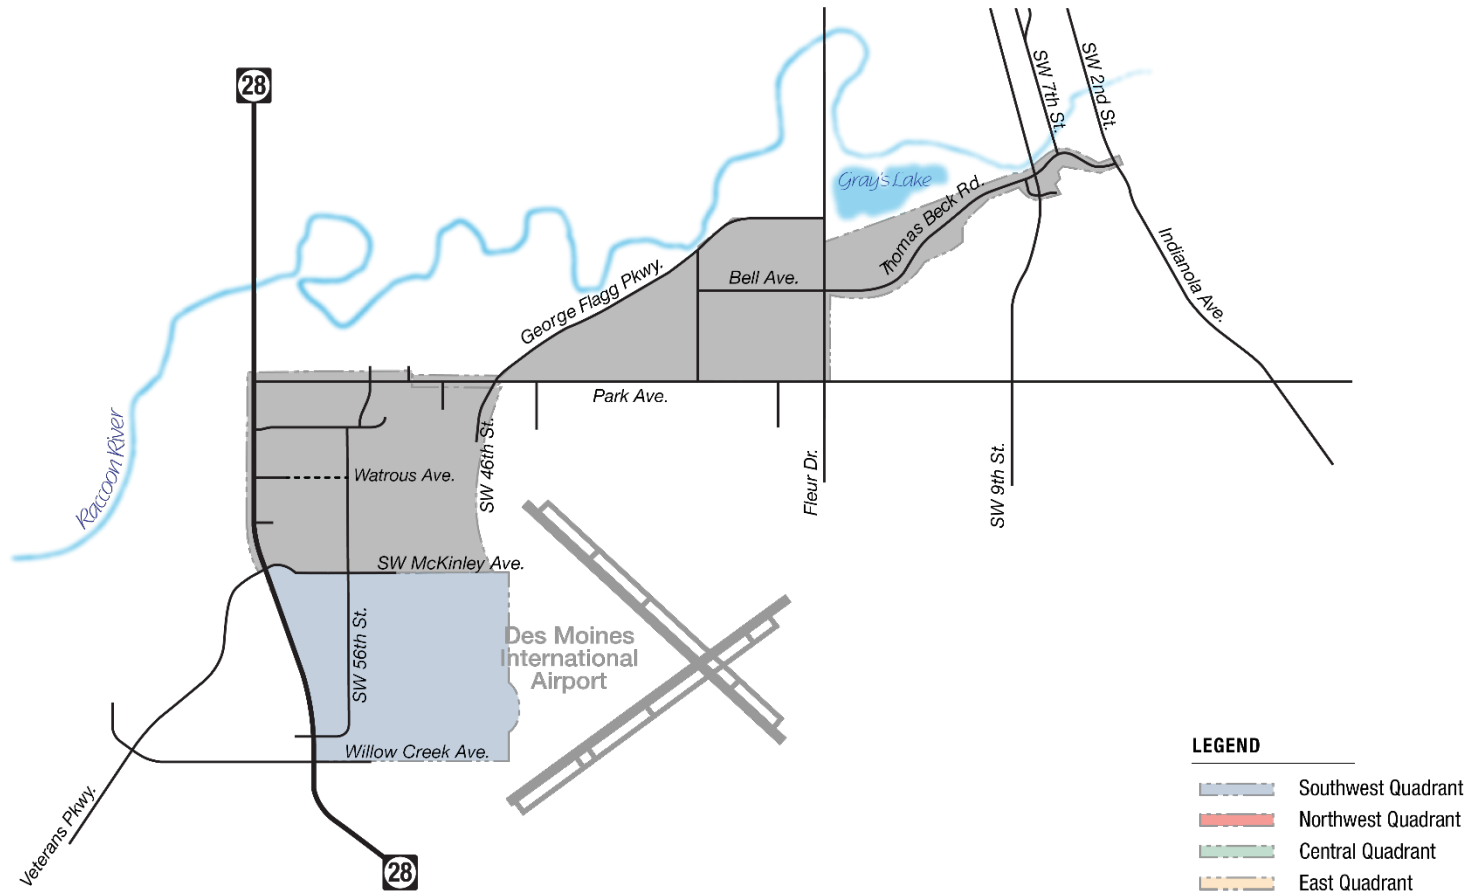 28
SW 7th St.
SW 2nd St.
Gray's Lake
Thomas Beck Rd.
Indianola Ave.
George Flagg Pkwy.
Bell Ave.
Park Ave.
Raccoon River
SW 46th St.
Watrous Ave.
Fleur Dr.
SW 9th St.
SW McKinley Ave.
SW 56th St.
Des Moines
International
Airport
Willow Creek Ave.
Veterans Pkwy.
28
LEGEND
Southwest Quadrant
Northwest Quadrant
Central Quadrant
East Quadrant